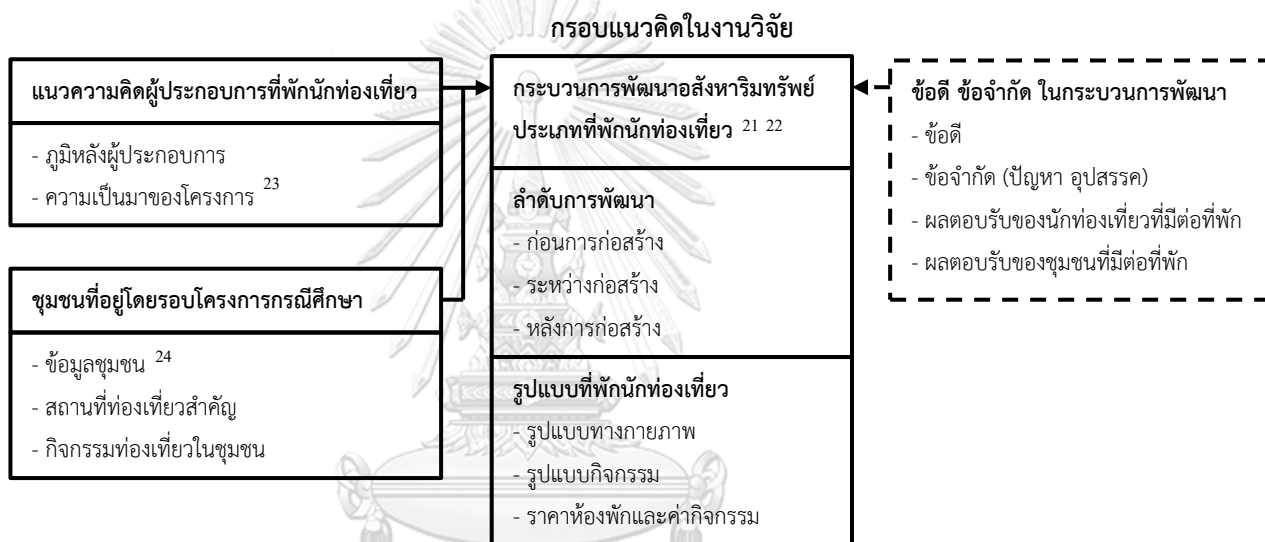 กรอบแนวคิดในงานวิจัย
แนวความคิดผู้ประกอบการที่พักนักท่องเที่ยว
- ภูมิหลังผู้ประกอบการ
- ความเป็นมาของโครงการ 23
ชุมชนที่อยู่โดยรอบโครงการกรณีศึกษา
- ข้อมูลชุมชน 24
- สถานที่ท่องเที่ยวสำคัญ
- กิจกรรมท่องเที่ยวในชุมชน
กระบวนการพัฒนาอสังหาริมทรัพย์
ประเภทที่พักนักท่องเที่ยว 21 22
ลำดับการพัฒนา
- ก่อนการก่อสร้าง
- ระหว่างก่อสร้าง
- หลังการก่อสร้าง
รูปแบบที่พักนักท่องเที่ยว
- รูปแบบทางกายภาพ
- รูปแบบกิจกรรม
- ราคาห้องพักและค่ากิจกรรม
ข้อดี ข้อจำกัด ในกระบวนการพัฒนา
- ข้อดี
- ข้อจำกัด (ปัญหา อุปสรรค)
- ผลตอบรับของนักท่องเที่ยวที่มีต่อที่พัก
- ผลตอบรับของชุมชนที่มีต่อที่พัก